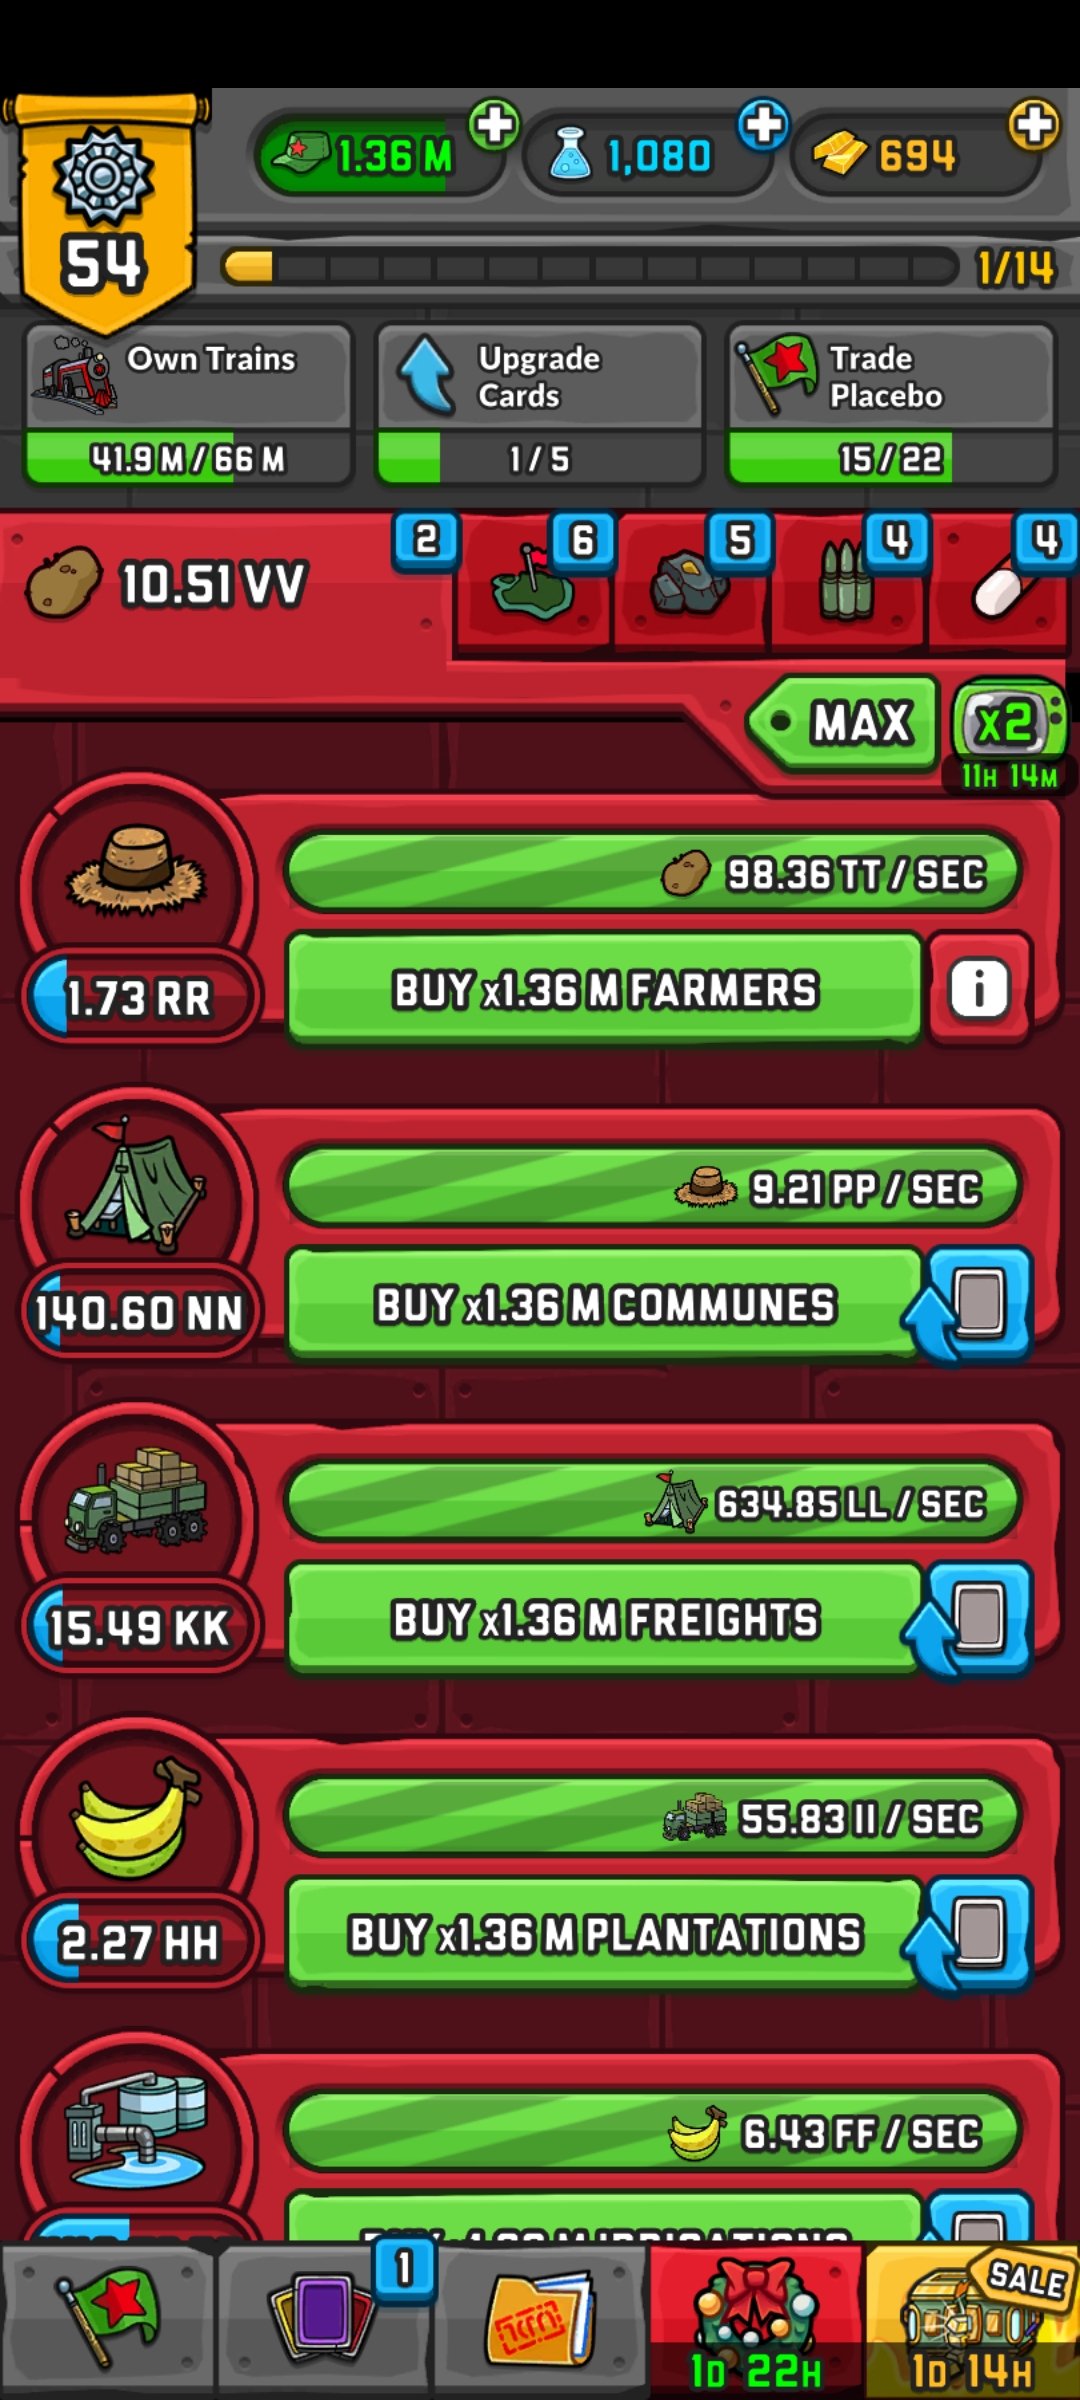 1.36 M
1,080
694
54
1/14
Own Trains
Upgrade
Cards
Trade
Placebo
41.9 M / 66 M
1 / 5
15 / 22
10.51 VV
2
6
5
4
4
MAX
x2
11H 14M
98.36 TT / SEC
1.73 RR
BUY x1.36 M FARMERS
i
9.21 PP / SEC
140.60 NN
BUY x1.36 M COMMUNES
634.85 LL / SEC
15.49 KK
BUY x1.36 M FREIGHTS
55.83 II / SEC
2.27 HH
BUY x1.36 M PLANTATIONS
6.43 FF / SEC
1
SALE
1D 22H
1D 14H